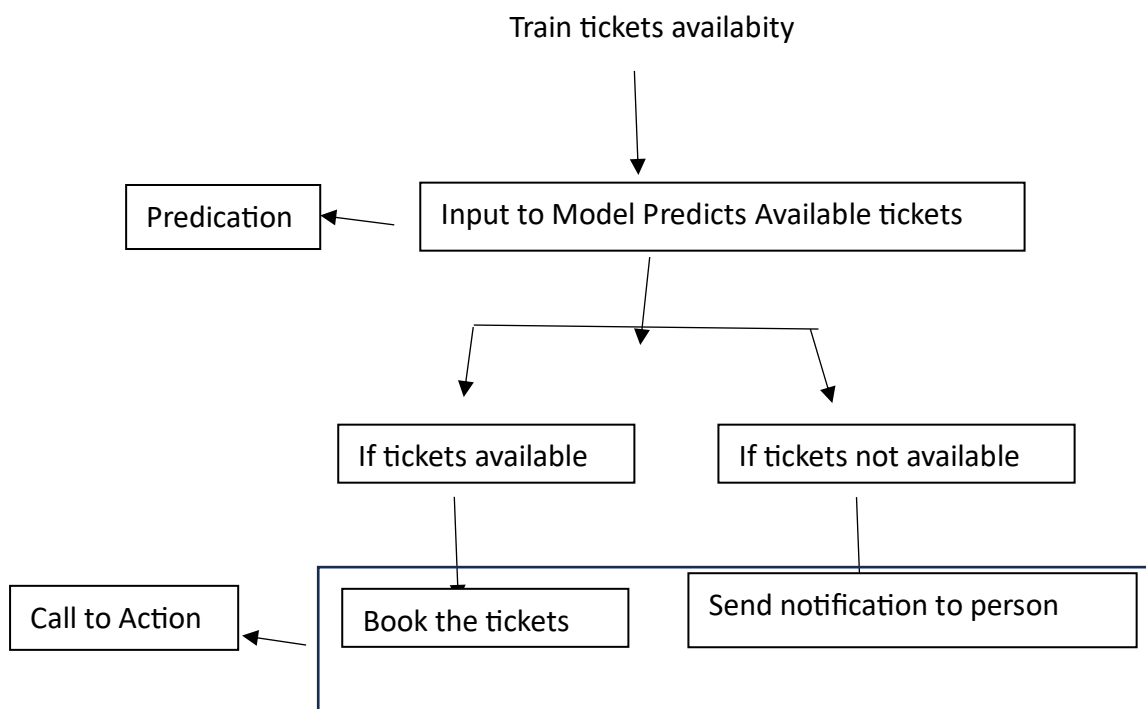 Train tickets availabity
Predication
Input to Model Predicts Available tickets
If tickets available
If tickets not available
Call to Action
Book the tickets
Send notification to person